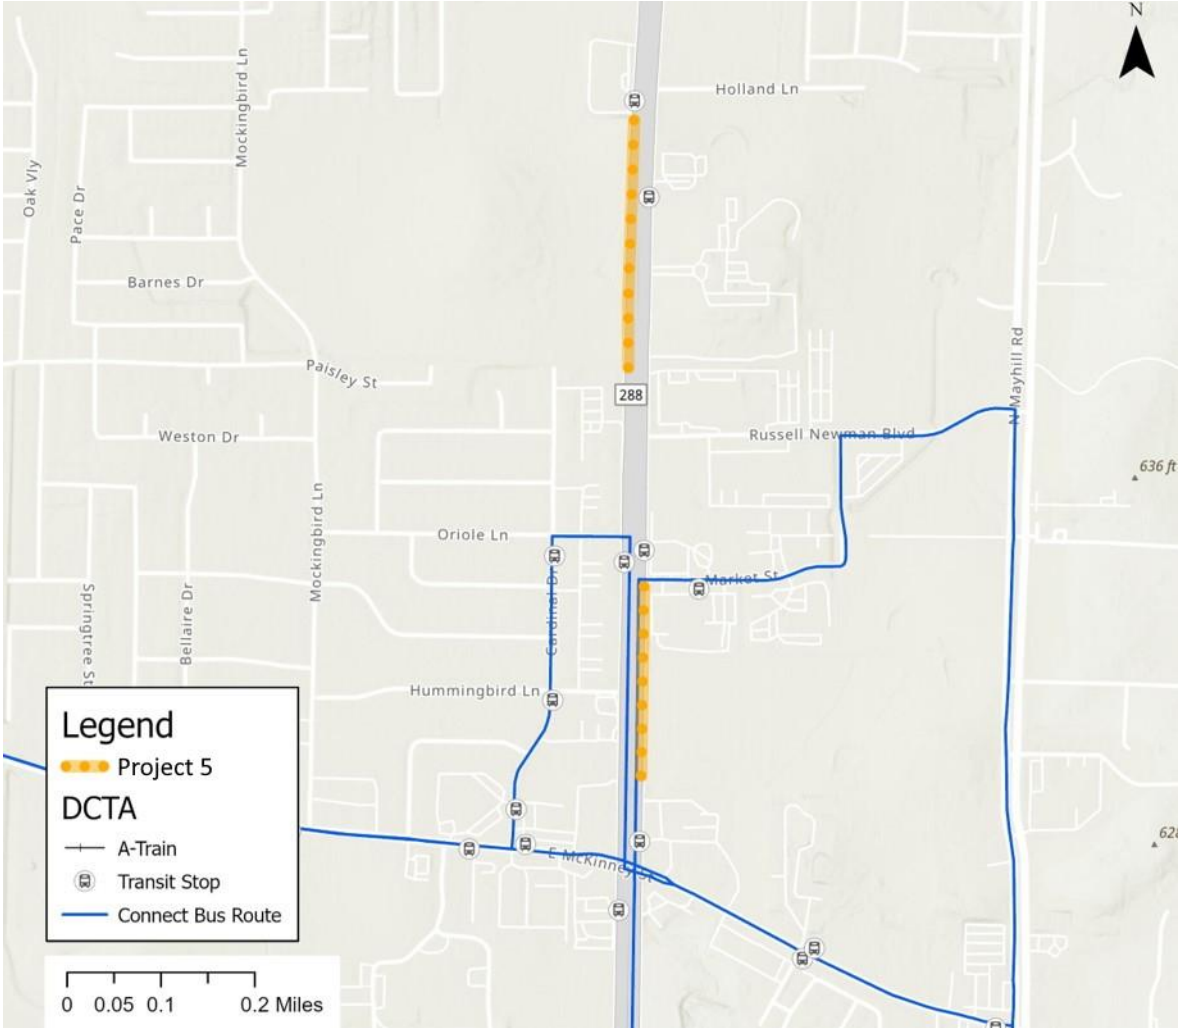 N
Holland Ln
Mockingbird Ln
Oak Vly
Pace Dr
Barnes Dr
Paisley St
288
N Mayhill Rd
Weston Dr
Russell Newman Blvd
636 ft
Mockingbird Ln
Oriole Ln
Market St
Cardinal Dr
Springtree St
Bellaire Dr
Hummingbird Ln
E McKinney St
628
Legend
Project 5
DCTA
A-Train
Transit Stop
Connect Bus Route
0 0.05 0.1 0.2 Miles